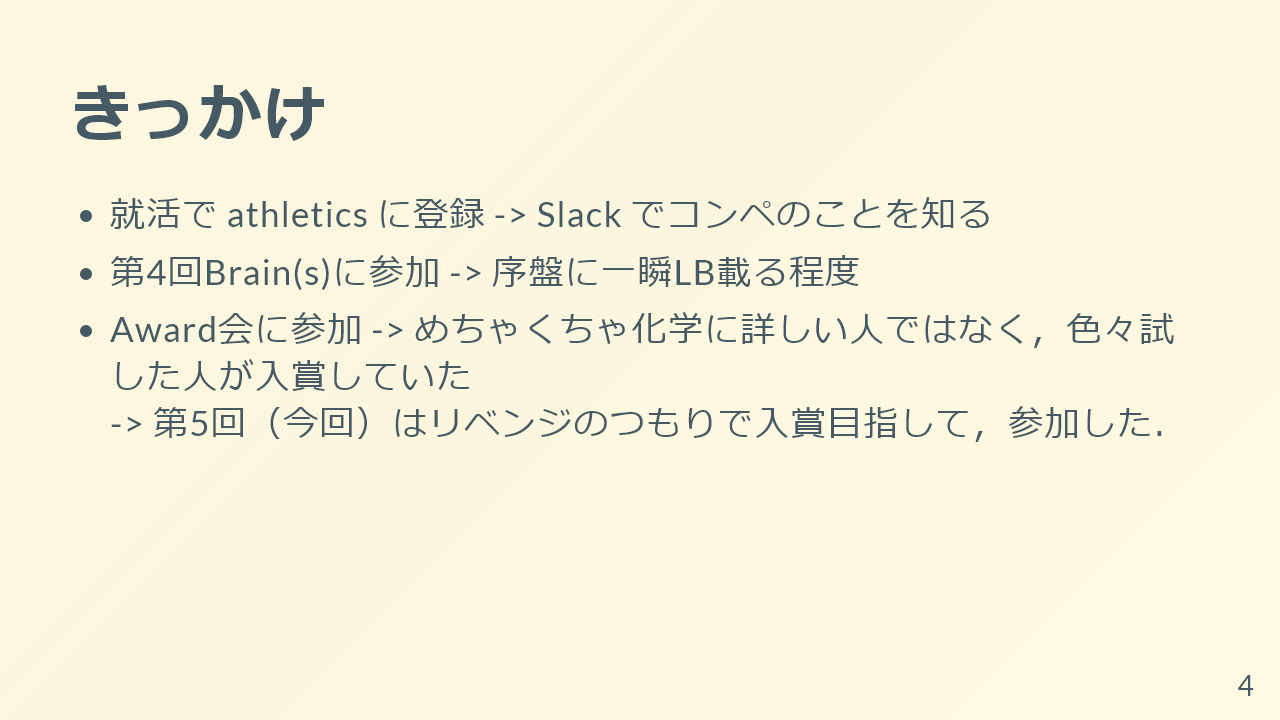 きっかけ
就活で athletics に登録 -> Slack でコンペのことを知る
第4回Brain(s)に参加 -> 序盤に一瞬LB載る程度
Award会に参加 -> めちゃくちゃ化学に詳しい人ではなく，色々試
した人が入賞していた
-> 第5回（今回）はリベンジのつもりで入賞目指して，参加した．
4